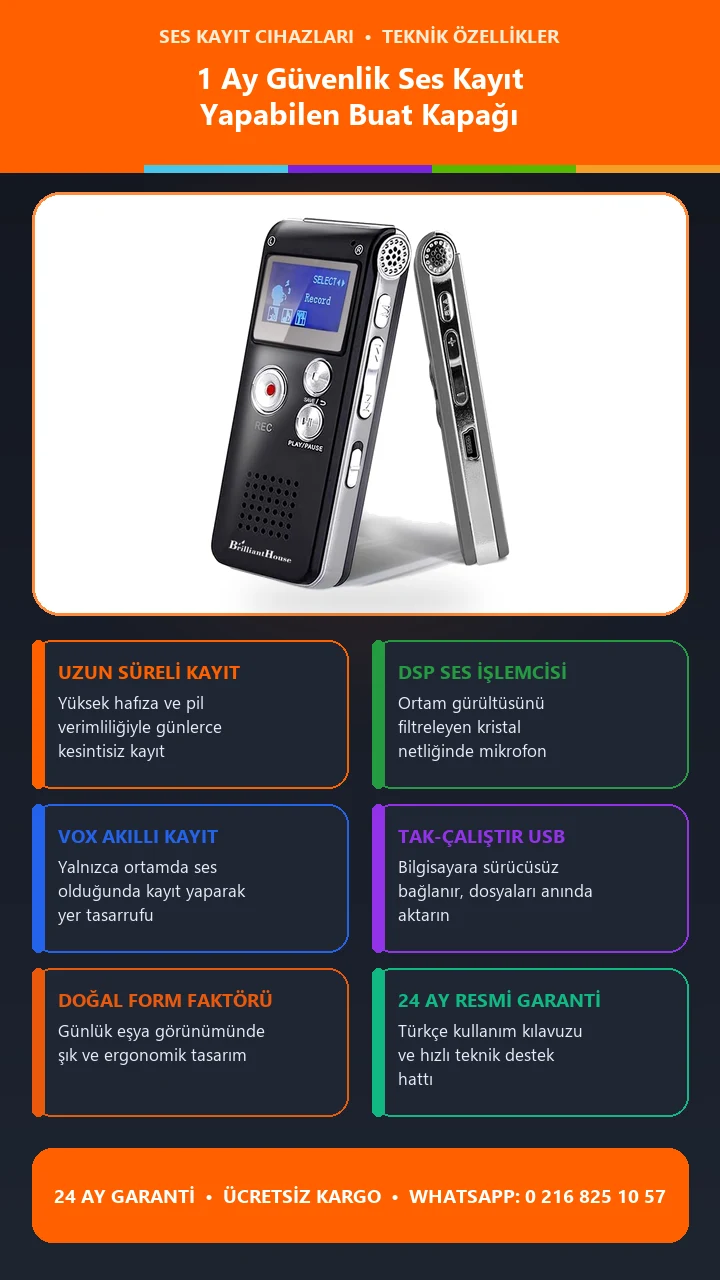 SES KAYIT CIHAZLARI • TEKNİK ÖZELLİKLER
1 Ay Güvenlik Ses Kayıt
Yapabilen Buat Kapağı
L
R
SELECT
Record
M
SAVE/
REC
PLAY/PAUSE
BrilliantHouse
UZUN SÜRELİ KAYIT
Yüksek hafıza ve pil
verimliliğiyle günlerce
kesintisiz kayıt
DSP SES İŞLEMCİSİ
Ortam gürültüsünü
filtreleyen kristal
netliğinde mikrofon
VOX AKILLI KAYIT
Yalnızca ortamda ses
olduğunda kayıt yaparak
yer tasarrufu
TAK-ÇALIŞTIR USB
Bilgisayara sürücüsüz
bağlanır, dosyaları anında
aktarın
DOĞAL FORM FAKTÖRÜ
Günlük eşya görünümünde
şık ve ergonomik tasarım
24 AY RESMİ GARANTİ
Türkçe kullanım kılavuzu
ve hızlı teknik destek
hattı
24 AY GARANTİ • ÜCRETSİZ KARGO • WHATSAPP: 0 216 825 10 57